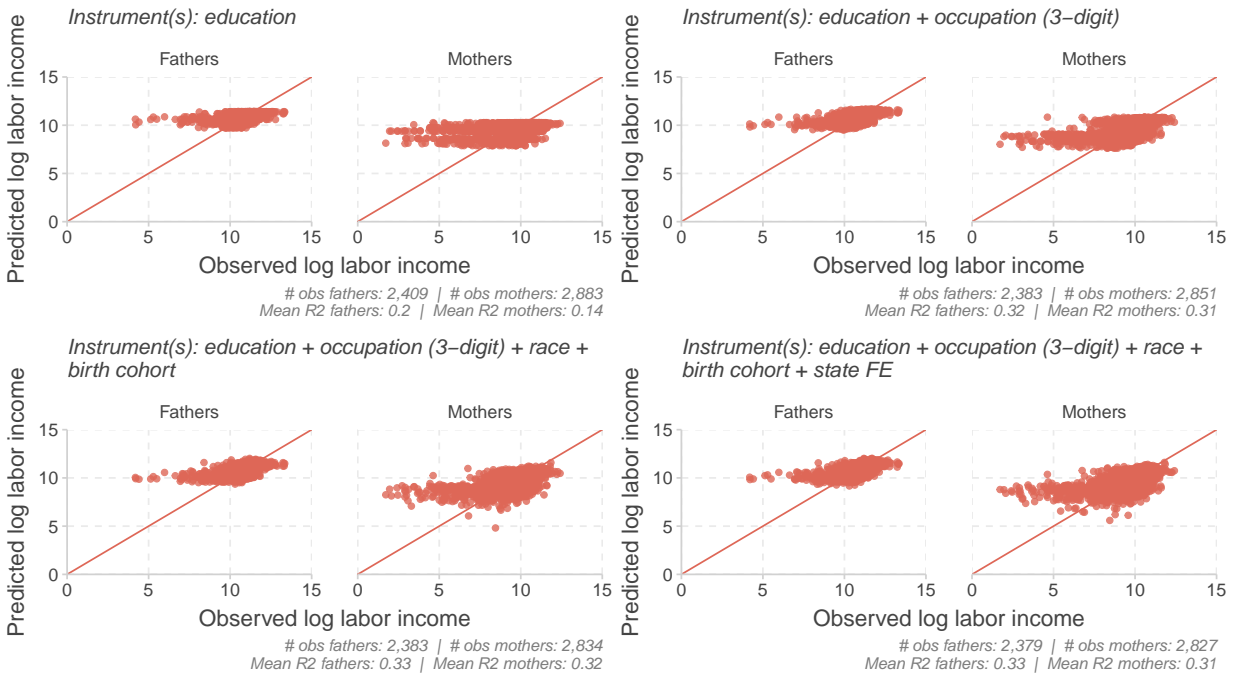 Instrument(s): education
Fathers
Mothers
Predicted log labor income
15
10
5
0
0 5 10 15
0 5 10 15
Observed log labor income
# obs fathers: 2,409 | # obs mothers: 2,883
Mean R2 fathers: 0.2 | Mean R2 mothers: 0.14
Instrument(s): education + occupation (3−digit)
Fathers
Mothers
Predicted log labor income
15
10
5
0
0 5 10 15
0 5 10 15
Observed log labor income
# obs fathers: 2,383 | # obs mothers: 2,851
Mean R2 fathers: 0.32 | Mean R2 mothers: 0.31
Instrument(s): education + occupation (3−digit) + race +
birth cohort
Fathers
Mothers
Predicted log labor income
15
10
5
0
0 5 10 15
0 5 10 15
Observed log labor income
# obs fathers: 2,383 | # obs mothers: 2,834
Mean R2 fathers: 0.33 | Mean R2 mothers: 0.32
Instrument(s): education + occupation (3−digit) + race +
birth cohort + state FE
Fathers
Mothers
Predicted log labor income
15
10
5
0
0 5 10 15
0 5 10 15
Observed log labor income
# obs fathers: 2,379 | # obs mothers: 2,827
Mean R2 fathers: 0.33 | Mean R2 mothers: 0.31